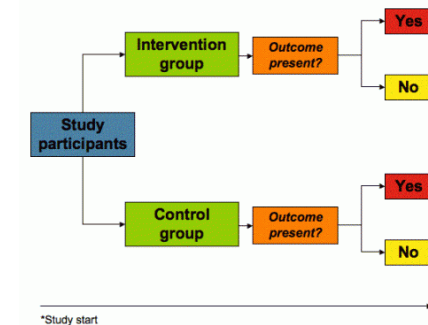 Yes
Intervention
group
Outcome
present?
No
Study
participants
Yes
Control
group
Outcome
present?
No
*Study start